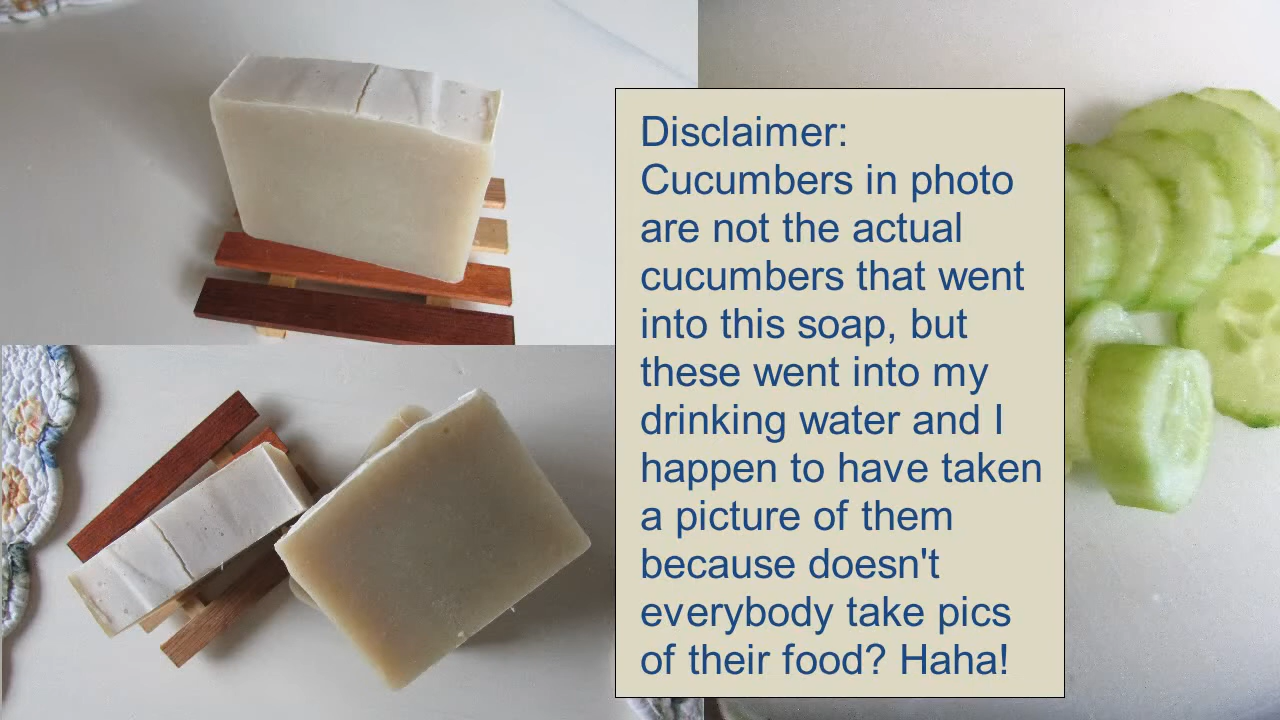 Disclaimer:
Cucumbers in photo
are not the actual
cucumbers that went
into this soap, but
these went into my
drinking water and I
happen to have taken
a picture of them
because doesn't
everybody take pics
of their food? Haha!